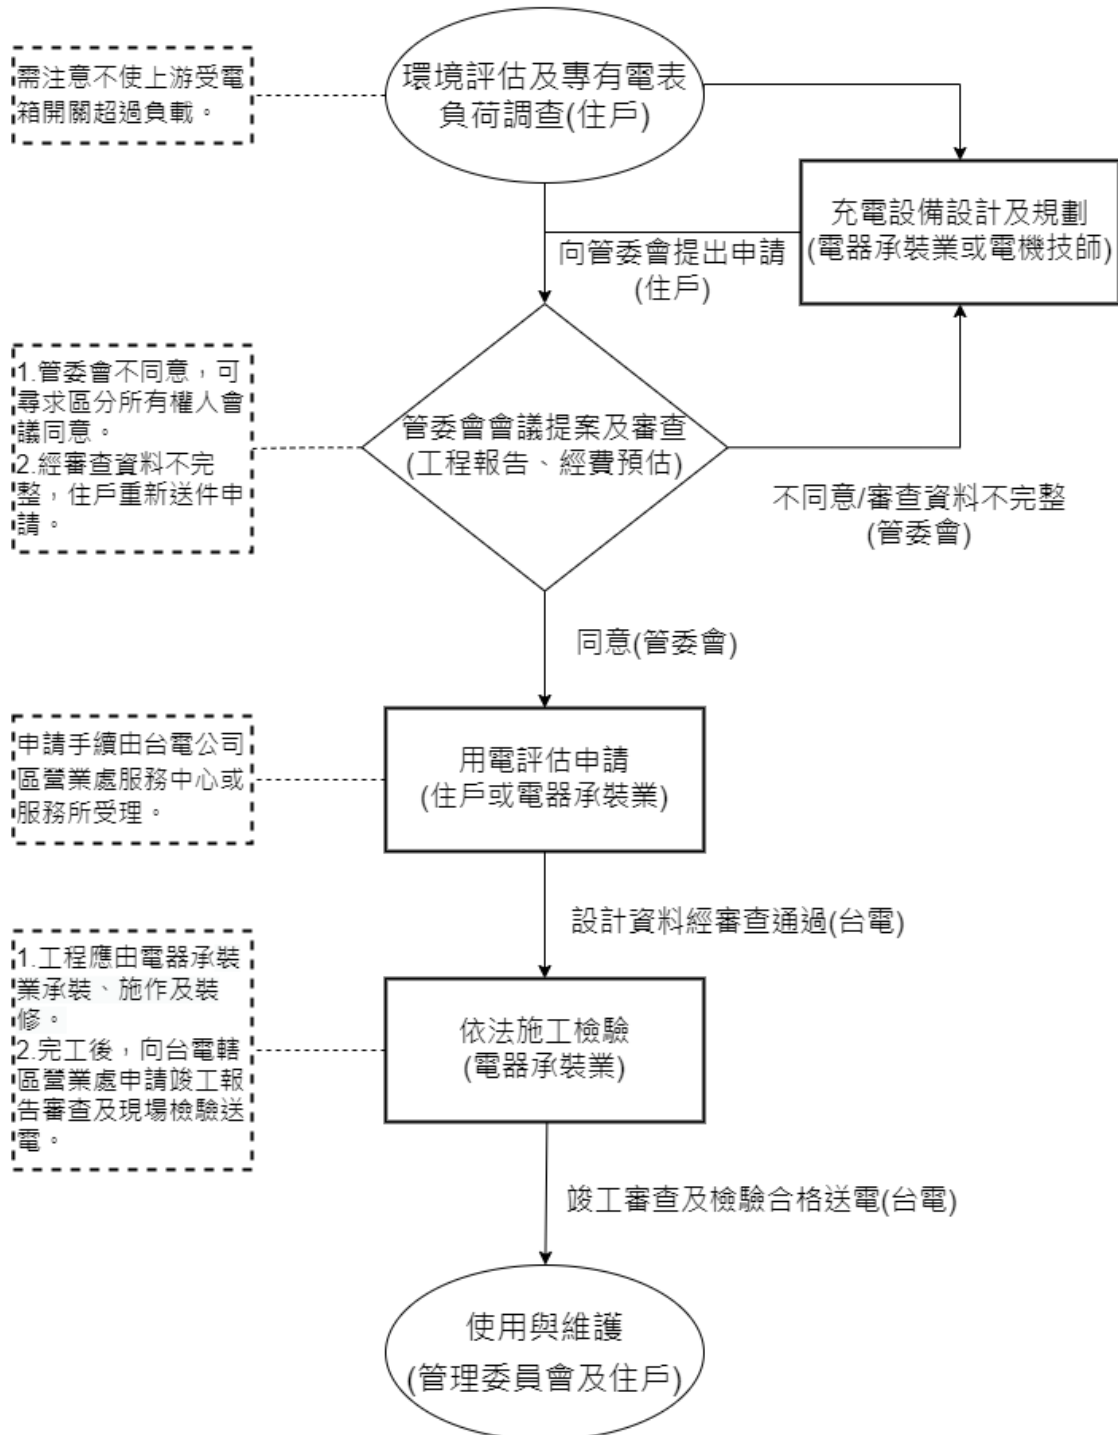 需注意不使上游受電
箱開關超過負載。
環境評估及專有電表
負荷調查(住戶)
充電設備設計及規劃
(電器承裝業或電機技師)
向管委會提出申請
(住戶)
1.管委會不同意，可
尋求區分所有權人會
議同意。
2.經審查資料不完
整，住戶重新送件申
請。
管委會會議提案及審查
(工程報告、經費預估)
不同意/審查資料不完整
(管委會)
同意(管委會)
申請手續由台電公司
區營業處服務中心或
服務所受理。
用電評估申請
(住戶或電器承裝業)
設計資料經審查通過(台電)
1.工程應由電器承裝
業承裝、施作及裝
修。
2.完工後，向台電轄
區營業處申請竣工報
告審查及現場檢驗送
電。
依法施工檢驗
(電器承裝業)
竣工審查及檢驗合格送電(台電)
使用與維護
(管理委員會及住戶)